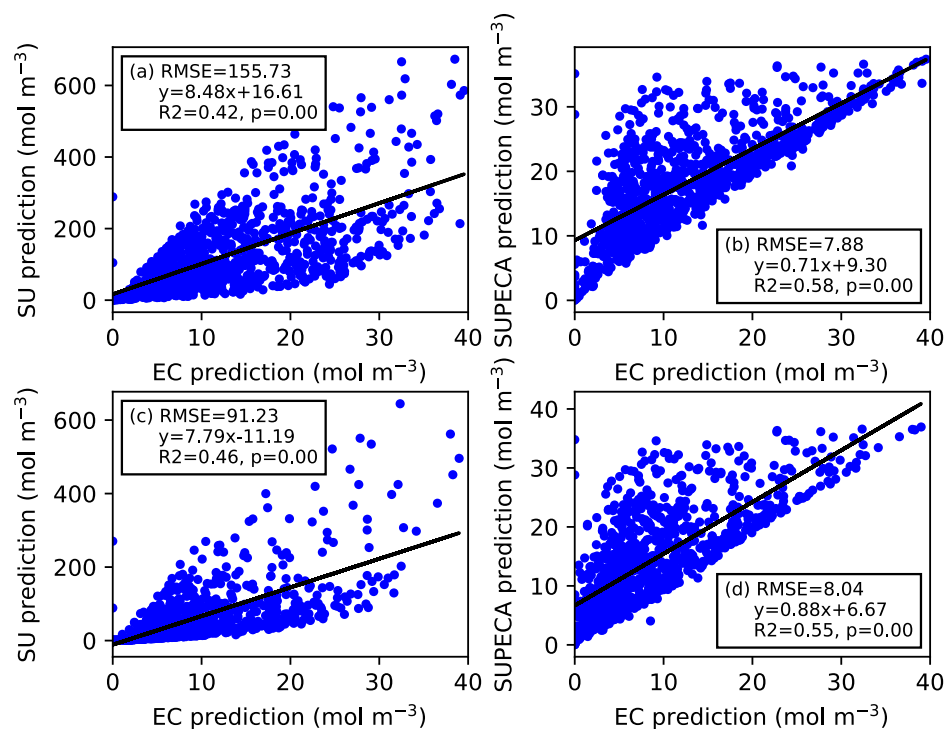 (a) RMSE=155.73
y=8.48x+16.61
R2=0.42, p=0.00
SU prediction (mol m⁻³)
600
400
200
0
0 10 20 30 40
EC prediction (mol m⁻³)
(b) RMSE=7.88
y=0.71x+9.30
R2=0.58, p=0.00
SUPECA prediction (mol m⁻³)
30
20
10
0
0 10 20 30 40
EC prediction (mol m⁻³)
(c) RMSE=91.23
y=7.79x-11.19
R2=0.46, p=0.00
SU prediction (mol m⁻³)
600
400
200
0
0 10 20 30 40
EC prediction (mol m⁻³)
(d) RMSE=8.04
y=0.88x+6.67
R2=0.55, p=0.00
SUPECA prediction (mol m⁻³)
40
30
20
10
0
0 10 20 30 40
EC prediction (mol m⁻³)